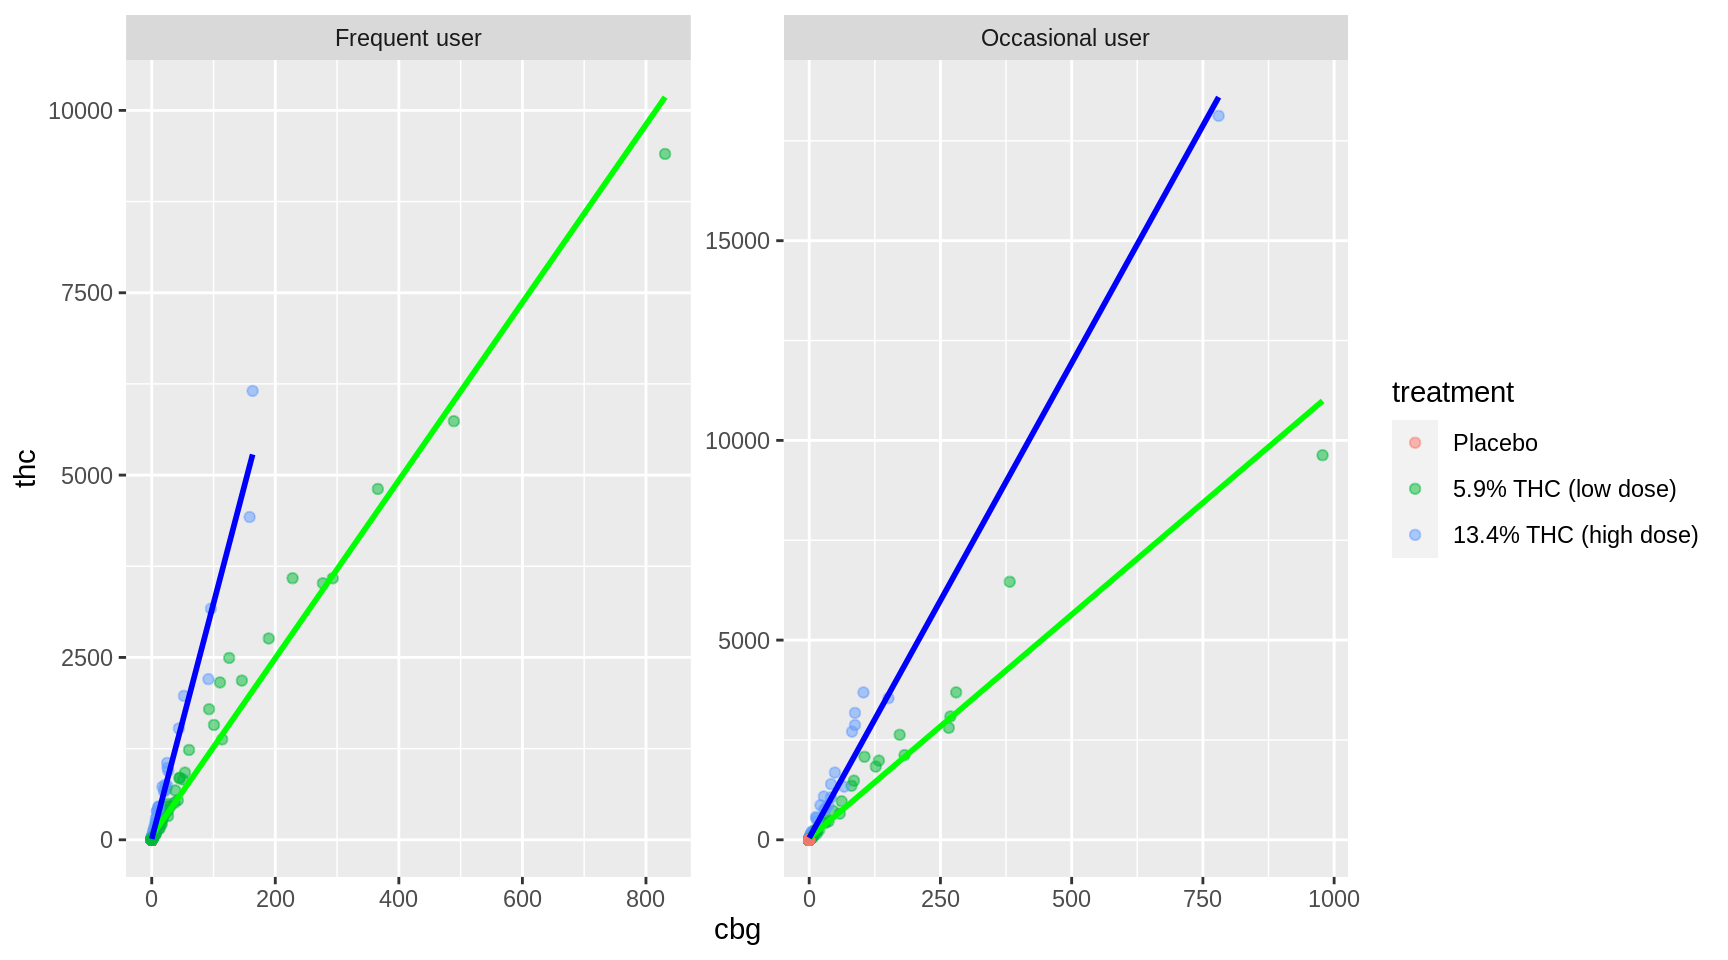 Frequent user
Occasional user
10000
7500
5000
2500
0
15000
10000
5000
0
thc
0 200 400 600 800
0 250 500 750 1000
cbg
treatment
Placebo
5.9% THC (low dose)
13.4% THC (high dose)